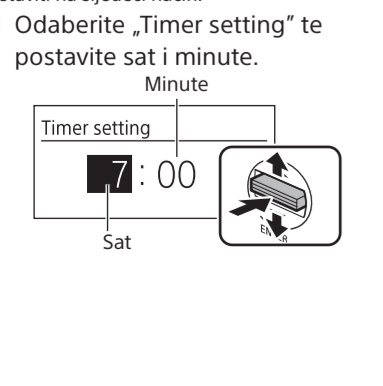 Odaberite „Timer setting” te
postavite sat i minute.
Minute
Timer setting
7 : 00
Sat